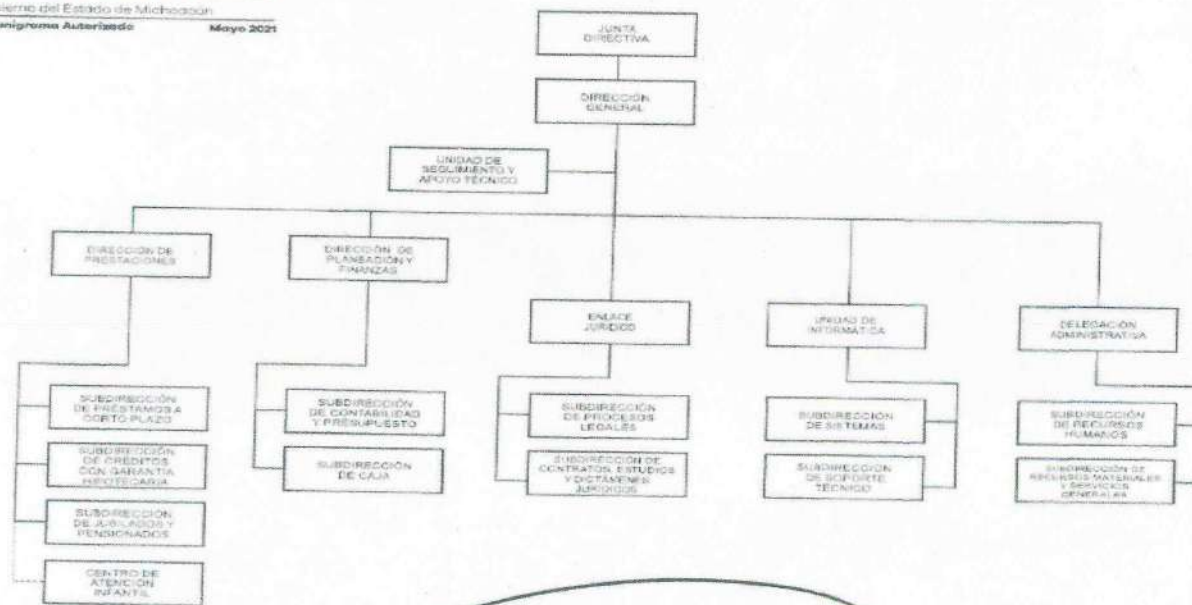 Gobierno del Estado de Michoacán
Organigrama Autorizado Mayo 2021
JUNTA
DIRECTIVA
DIRECCIÓN
GENERAL
UNIDAD DE
SEGUIMIENTO Y
APOYO TÉCNICO
DIRECCIÓN DE
PRESTACIONES
DIRECCIÓN DE
PLANEACIÓN Y
FINANZAS
ENLACE
JURÍDICO
UNIDAD DE
INFORMÁTICA
DELEGACIÓN
ADMINISTRATIVA
SUBDIRECCIÓN
DE PRÉSTAMOS A
CORTO PLAZO
SUBDIRECCIÓN
DE CRÉDITOS
CON GARANTÍA
HIPOTECARIA
SUBDIRECCIÓN
DE JUBILADOS Y
PENSIONADOS
CENTRO DE
ATENCIÓN
INFANTIL
SUBDIRECCIÓN
DE CONTABILIDAD
Y PRESUPUESTO
SUBDIRECCIÓN
DE CAJA
SUBDIRECCIÓN
DE PROCESOS
LEGALES
SUBDIRECCIÓN DE
CONTRATOS, ESTUDIOS
Y DICTÁMENES
JURÍDICOS
SUBDIRECCIÓN
DE SISTEMAS
SUBDIRECCIÓN
DE SOPORTE
TÉCNICO
SUBDIRECCIÓN
DE RECURSOS
HUMANOS
SUBDIRECCIÓN DE
RECURSOS MATERIALES
Y SERVICIOS
GENERALES